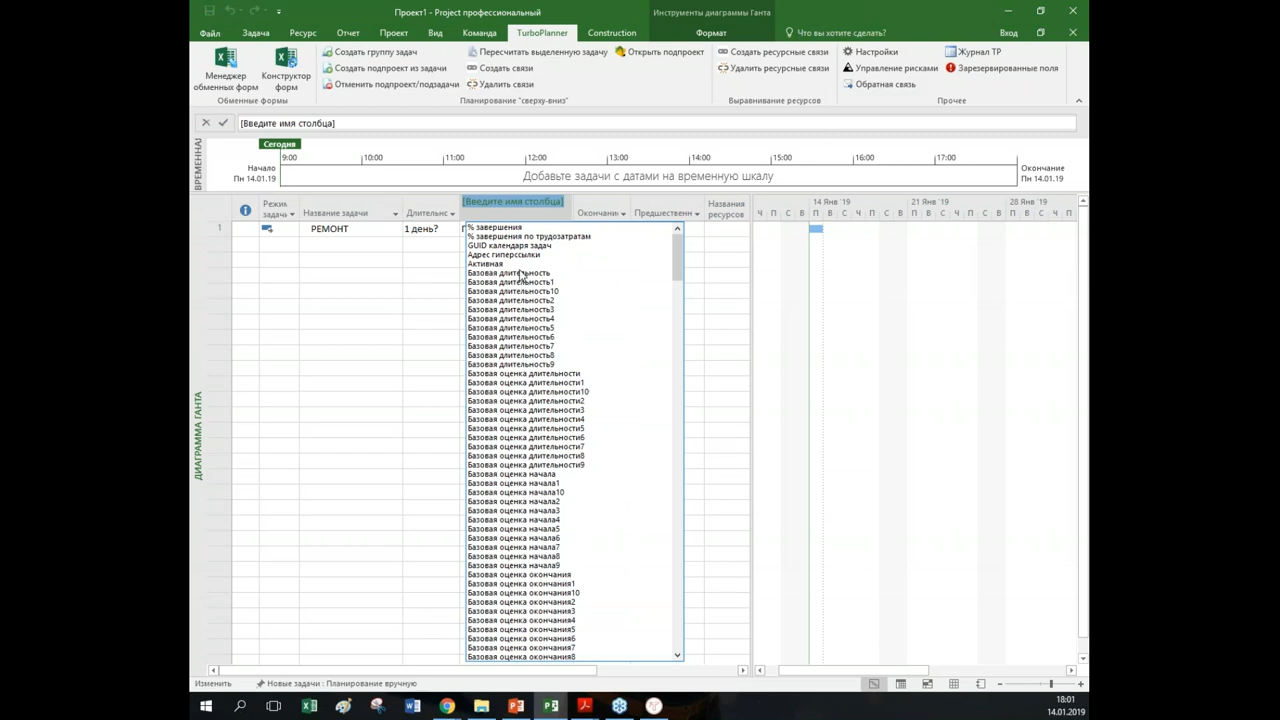 Проект1 - Project профессиональный
Инструменты диаграммы Ганта
Файл Задача Ресурс Отчет Проект Вид Команда TurboPlanner Construction Формат Что вы хотите сделать? Вход
Менеджер обменных форм
Конструктор форм
Обменные формы
Создать группу задач
Создать подпроект из задачи
Отменить подпроект/подзадачи
Пересчитать выделенную задачу
Создать связи
Удалить связи
Открыть подпроект
Планирование "сверху-вниз"
Создать ресурсные связи
Удалить ресурсные связи
Выравнивание ресурсов
Настройки
Управление рисками
Обратная связь
Журнал ТР
Зарезервированные поля
Прочее
[Введите имя столбца]
ВРЕМЕННАЯ
Сегодня
9:00 10:00 11:00 12:00 13:00 14:00 15:00 16:00 17:00
Начало
Пн 14.01.19
Добавьте задачи с датами на временную шкалу
Окончание
Пн 14.01.19
Режим задачи
Название задачи
Длительнс
[Введите имя столбца]
Окончани
Предшественн
Названия ресурсов
14 Янв '19 21 Янв '19 28 Янв '19
Ч П С В П В С Ч П С В П В С Ч П С В П В С Ч П
1 РЕМОНТ 1 день?
% завершения
% завершения по трудозатратам
GUID календаря задач
Адрес гиперссылки
Активная
Базовая длительность
Базовая длительность1
Базовая длительность10
Базовая длительность2
Базовая длительность3
Базовая длительность4
Базовая длительность5
Базовая длительность6
Базовая длительность7
Базовая длительность8
Базовая длительность9
Базовая оценка длительности
Базовая оценка длительности1
Базовая оценка длительности10
Базовая оценка длительности2
Базовая оценка длительности3
Базовая оценка длительности4
Базовая оценка длительности5
Базовая оценка длительности6
Базовая оценка длительности7
Базовая оценка длительности8
Базовая оценка длительности9
Базовая оценка начала
Базовая оценка начала1
Базовая оценка начала10
Базовая оценка начала2
Базовая оценка начала3
Базовая оценка начала4
Базовая оценка начала5
Базовая оценка начала6
Базовая оценка начала7
Базовая оценка начала8
Базовая оценка начала9
Базовая оценка окончания
Базовая оценка окончания1
Базовая оценка окончания10
Базовая оценка окончания2
Базовая оценка окончания3
Базовая оценка окончания4
Базовая оценка окончания5
Базовая оценка окончания6
Базовая оценка окончания7
Базовая оценка окончания8
ДИАГРАММА ГАНТА
Изменить Новые задачи : Планирование вручную
18:01
14.01.2019